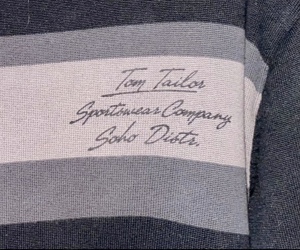 Tom Tailor
Sportswear Company
Soho Distr.